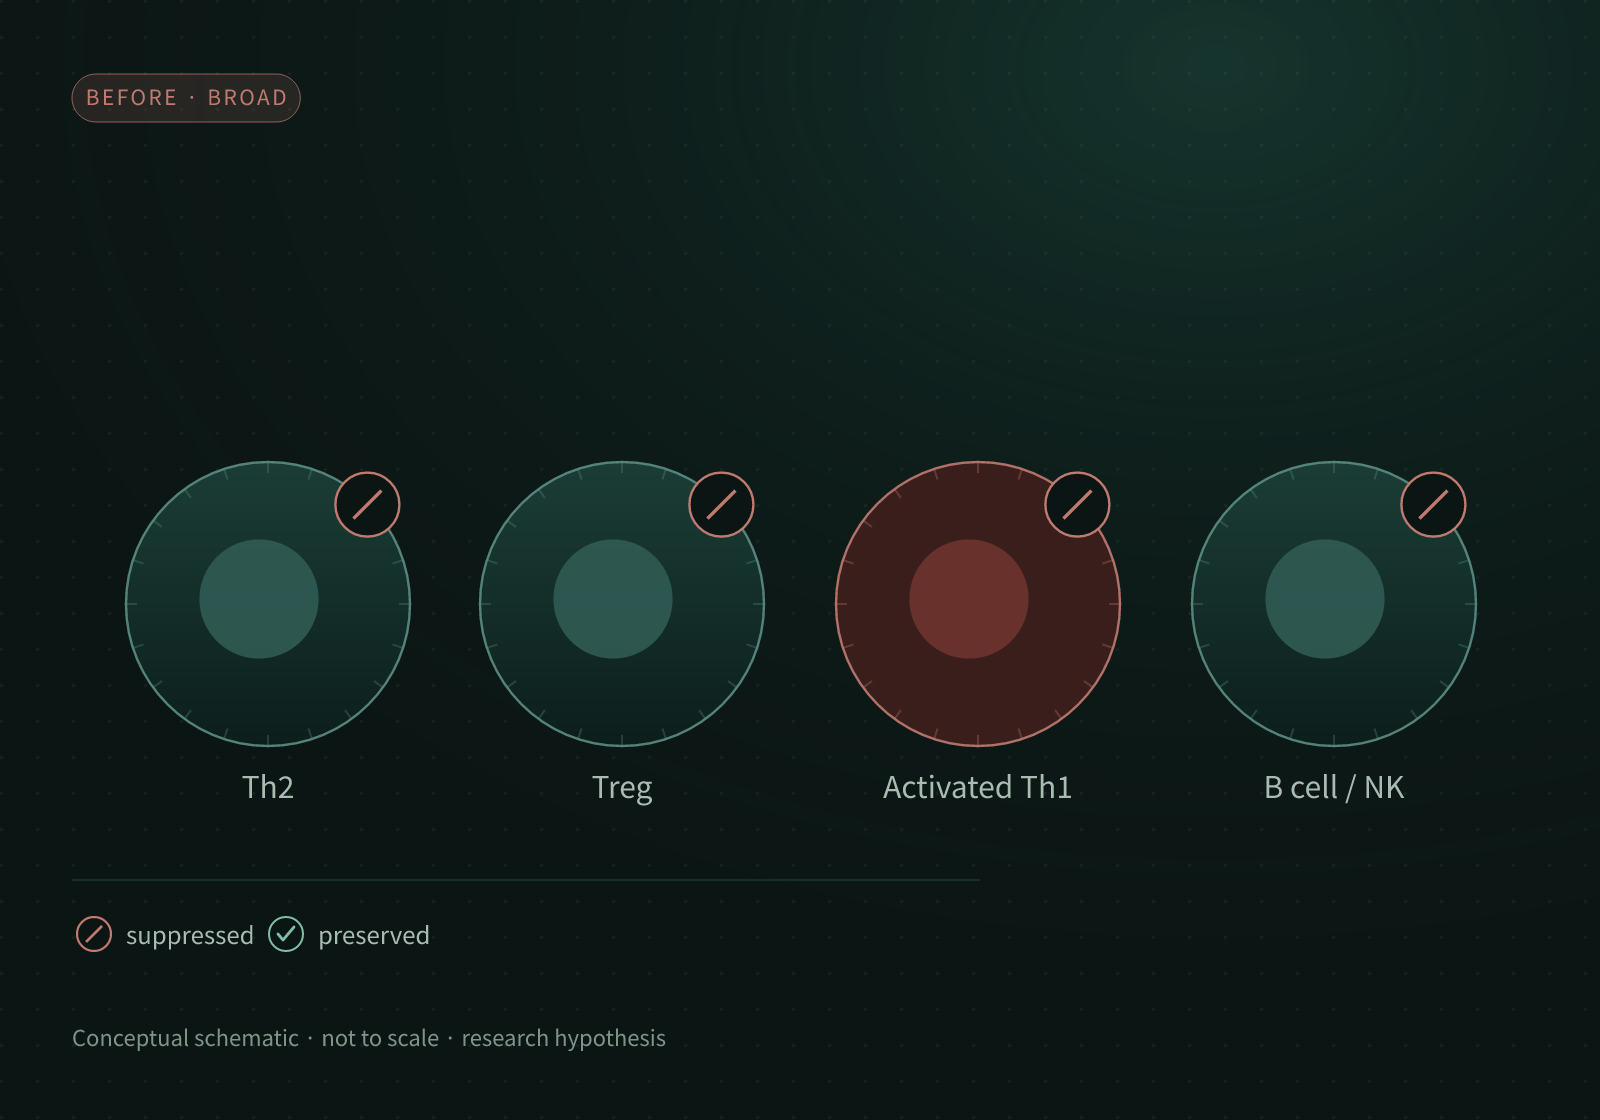 BEFORE · BROAD
Th2
Treg
Activated Th1
B cell / NK
suppressed
preserved
Conceptual schematic · not to scale · research hypothesis